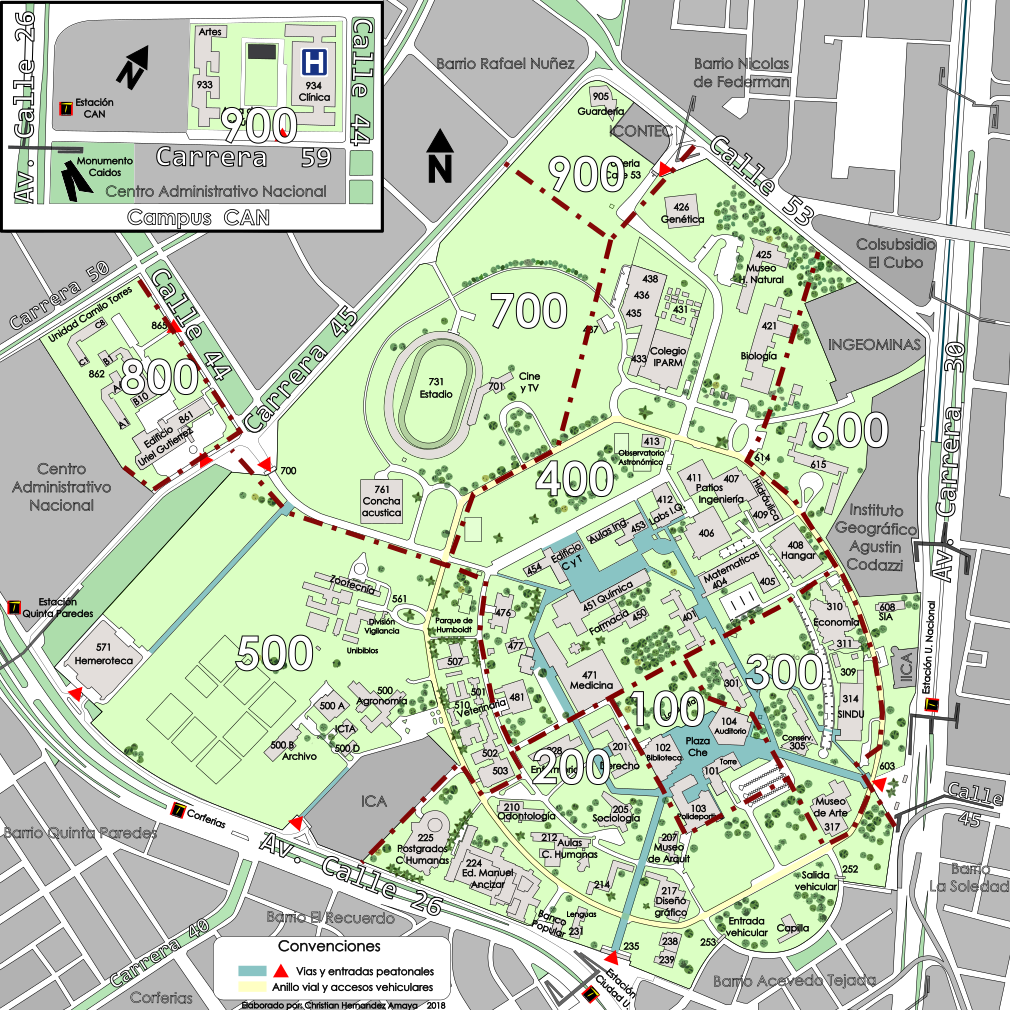 Av. Calle 26
Artes
933
H
934
Clínica
Calle 44
N
Estación
CAN
900
Carrera 59
Monumento
Caidos
Centro Administrativo Nacional
Campus CAN
Barrio Rafael Nuñez
Barrio Nicolas
de Federman
905
Guardería
ICONTEC
Calle 53
900
Calle 53
N
426
Genética
Colsubsidio
El Cubo
425
Museo
H. Natural
Carrera 50
Calle 44
Carrera 45
700
438
436
435
431
437
433
Colegio
IPARM
421
Biología
INGEOMINAS
Av. Carrera 30
Unidad Camilo Torres
C8
C1
B1
862
865
800
B10
A1
861
Edificio
Uriel Gutierrez
731
Estadio
701
Cine
y TV
600
614
615
413
Observatorio
Astronómico
400
Centro
Administrativo
Nacional
700
761
Concha
acustica
411
407
Patios
Ingeniería
Hidráulica
409
412
Labs I.Q.
406
Aulas Ing.
453
408
Hangar
Instituto
Geográfico
Agustin
Codazzi
454
Edificio
C y T
Matematicas
404
405
Zootecnia
561
División
Vigilancia
Unibiblos
Parque de
Humboldt
476
451 Química
Farmacia
450
401
310
Economía
311
608
SIA
Estación
Quinta Paredes
571
Hemeroteca
500
507
477
471
Medicina
300
301
309
314
SINDU
IICA
Estación U. Nacional
500
Agronomía
500 A
ICTA
500 B
Archivo
500 D
501
510
Veterinaria
481
502
503
100
104
Auditorio
Plaza
Che
102
Biblioteca
101
Torre
103
Polideportivo
Conserv.
305
603
200
201
Derecho
210
Odontología
205
Sociología
207
Museo
de Arquit
Museo
de Arte
317
Calle
45
ICA
225
Postgrados
C Humanas
224
Ed. Manuel
Ancizar
212
Aulas
C. Humanas
214
217
Diseño
gráfico
Salida
vehicular
252
Barrio
La Soledad
Corferias
Barrio Quinta Paredes
Av. Calle 26
Barrio El Recuerdo
Banco
Popular
Lenguas
231
235
238
239
253
Entrada
vehicular
Capilla
Carrera 40
Corferias
Estación
Ciudad U.
Barrio Acevedo Tejada
Convenciones
Vias y entradas peatonales
Anillo vial y accesos vehiculares
Elaborado por: Christian Hernandez Amaya 2018